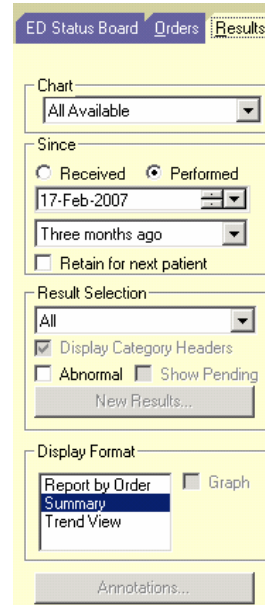 ED Status Board Orders Results
Chart
All Available
Since
Received Performed
17-Feb-2007
Three months ago
Retain for next patient
Result Selection
All
Display Category Headers
Abnormal Show Pending
New Results...
Display Format
Report by Order Graph
Summary
Trend View
Annotations...